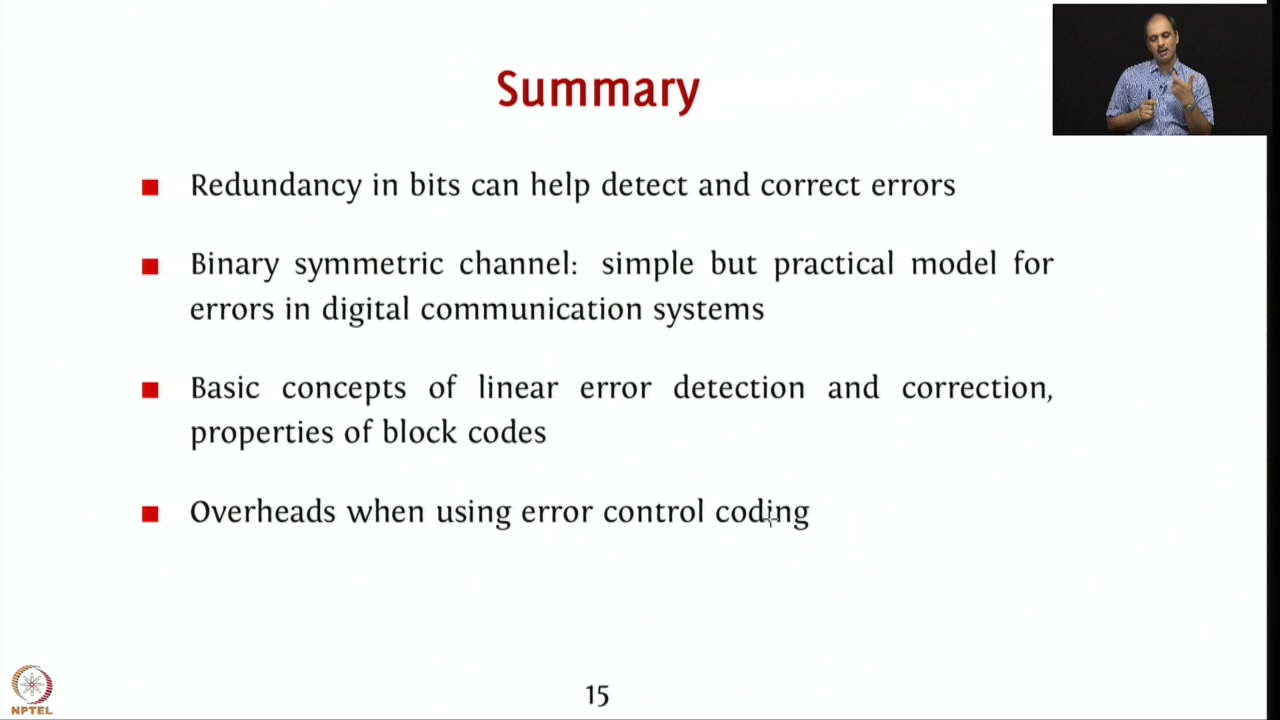 Summary
Redundancy in bits can help detect and correct errors
Binary symmetric channel: simple but practical model for
errors in digital communication systems
Basic concepts of linear error detection and correction,
properties of block codes
Overheads when using error control coding
NPTEL
15